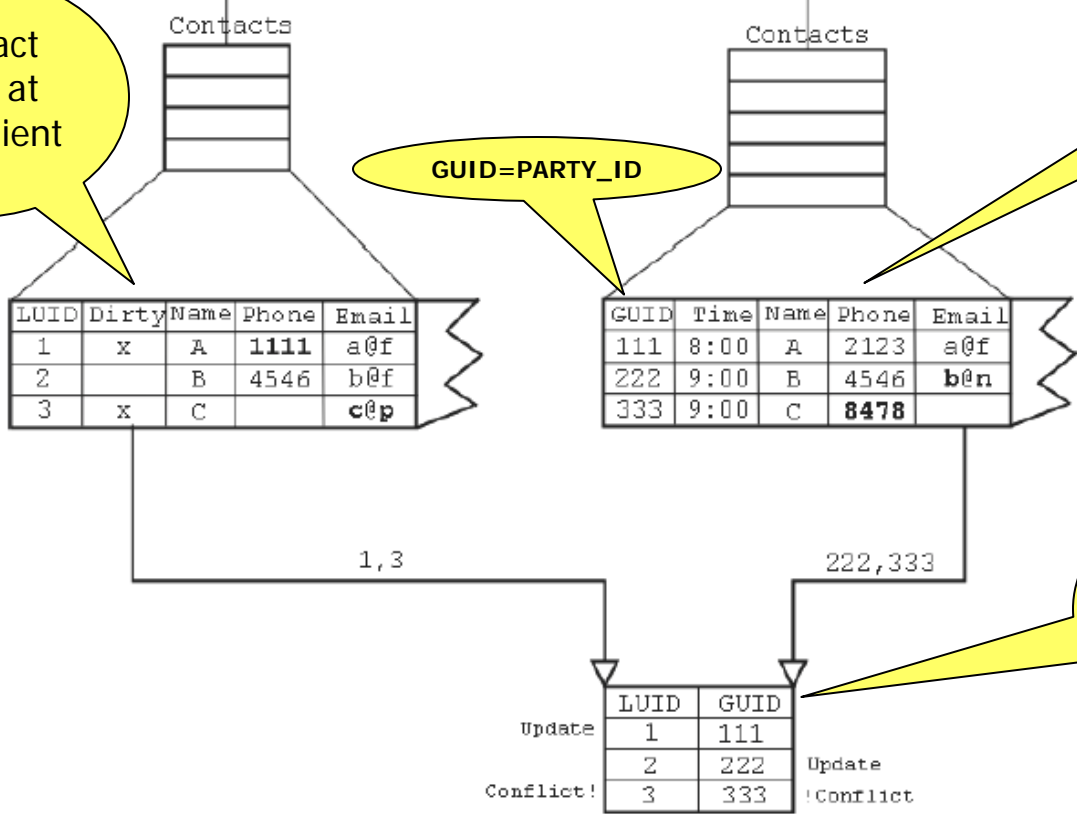 Contacts
act
at
ient
Contacts
GUID=PARTY_ID
LUID Dirty Name Phone Email
1 x A 1111 a@f
2 B 4546 b@f
3 x C c@p
GUID Time Name Phone Email
111 8:00 A 2123 a@f
222 9:00 B 4546 b@n
333 9:00 C 8478
1,3
222,333
LUID GUID
Update 1 111
2 222 Update
Conflict! 3 333 !Conflict